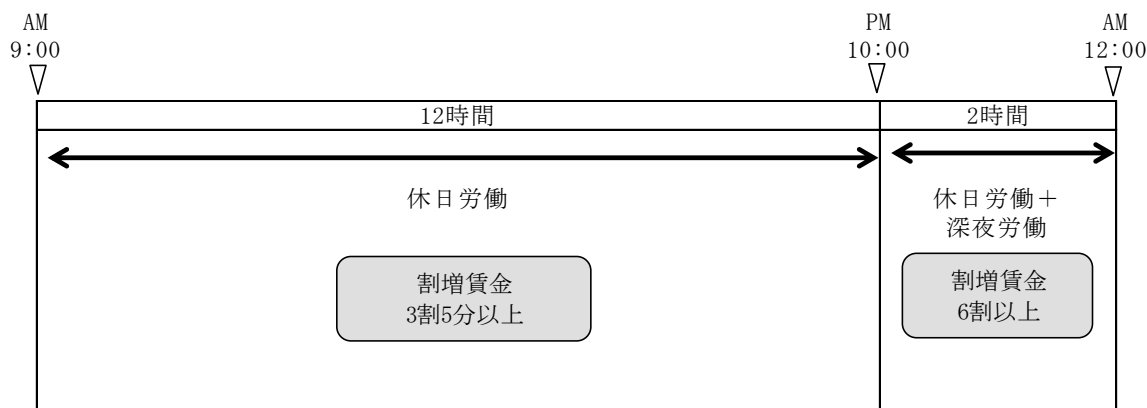 AM
9:00
PM
10:00
AM
12:00
12時間
2時間
休日労働
休日労働＋
深夜労働
割増賃金
3割5分以上
割増賃金
6割以上